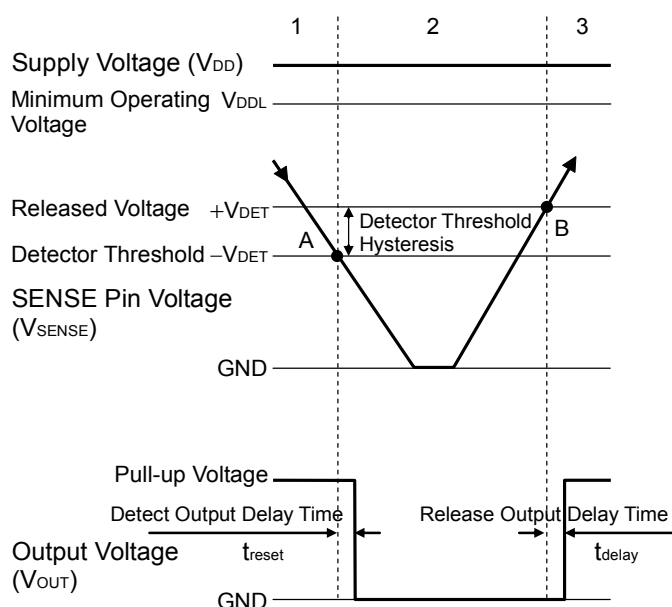 1 2 3
Supply Voltage (VDD)
Minimum Operating VDDL
Voltage
Released Voltage +VDET
A
Detector Threshold
Hysteresis
B
Detector Threshold −VDET
SENSE Pin Voltage
(VSENSE)
GND
Pull-up Voltage
Detect Output Delay Time
Release Output Delay Time
treset
tdelay
Output Voltage
(VOUT)
GND